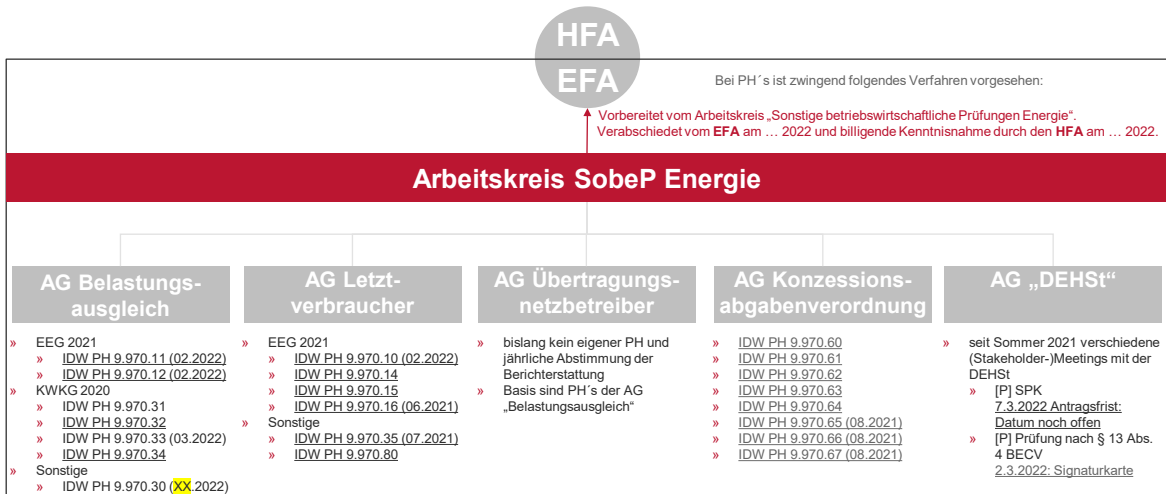 HFA
EFA
Bei PH´s ist zwingend folgendes Verfahren vorgesehen:
Vorbereitet vom Arbeitskreis „Sonstige betriebswirtschaftliche Prüfungen Energie“.
Verabschiedet vom EFA am … 2022 und billigende Kenntnisnahme durch den HFA am … 2022.
Arbeitskreis SobeP Energie
AG Belastungs-
ausgleich
» EEG 2021
» IDW PH 9.970.11 (02.2022)
» IDW PH 9.970.12 (02.2022)
» KWKG 2020
» IDW PH 9.970.31
» IDW PH 9.970.32
» IDW PH 9.970.33 (03.2022)
» IDW PH 9.970.34
» Sonstige
» IDW PH 9.970.30 (XX.2022)
AG Letzt-
verbraucher
» EEG 2021
» IDW PH 9.970.10 (02.2022)
» IDW PH 9.970.14
» IDW PH 9.970.15
» IDW PH 9.970.16 (06.2021)
» Sonstige
» IDW PH 9.970.35 (07.2021)
» IDW PH 9.970.80
AG Übertragungs-
netzbetreiber
» bislang kein eigener PH und
jährliche Abstimmung der
Berichterstattung
» Basis sind PH´s der AG
„Belastungsausgleich“
AG Konzessions-
abgabenverordnung
» IDW PH 9.970.60
» IDW PH 9.970.61
» IDW PH 9.970.62
» IDW PH 9.970.63
» IDW PH 9.970.64
» IDW PH 9.970.65 (08.2021)
» IDW PH 9.970.66 (08.2021)
» IDW PH 9.970.67 (08.2021)
AG „DEHSt“
» seit Sommer 2021 verschiedene
(Stakeholder-)Meetings mit der
DEHSt
» [P] SPK
7.3.2022 Antragsfrist:
Datum noch offen
» [P] Prüfung nach § 13 Abs.
4 BECV
2.3.2022: Signaturkarte